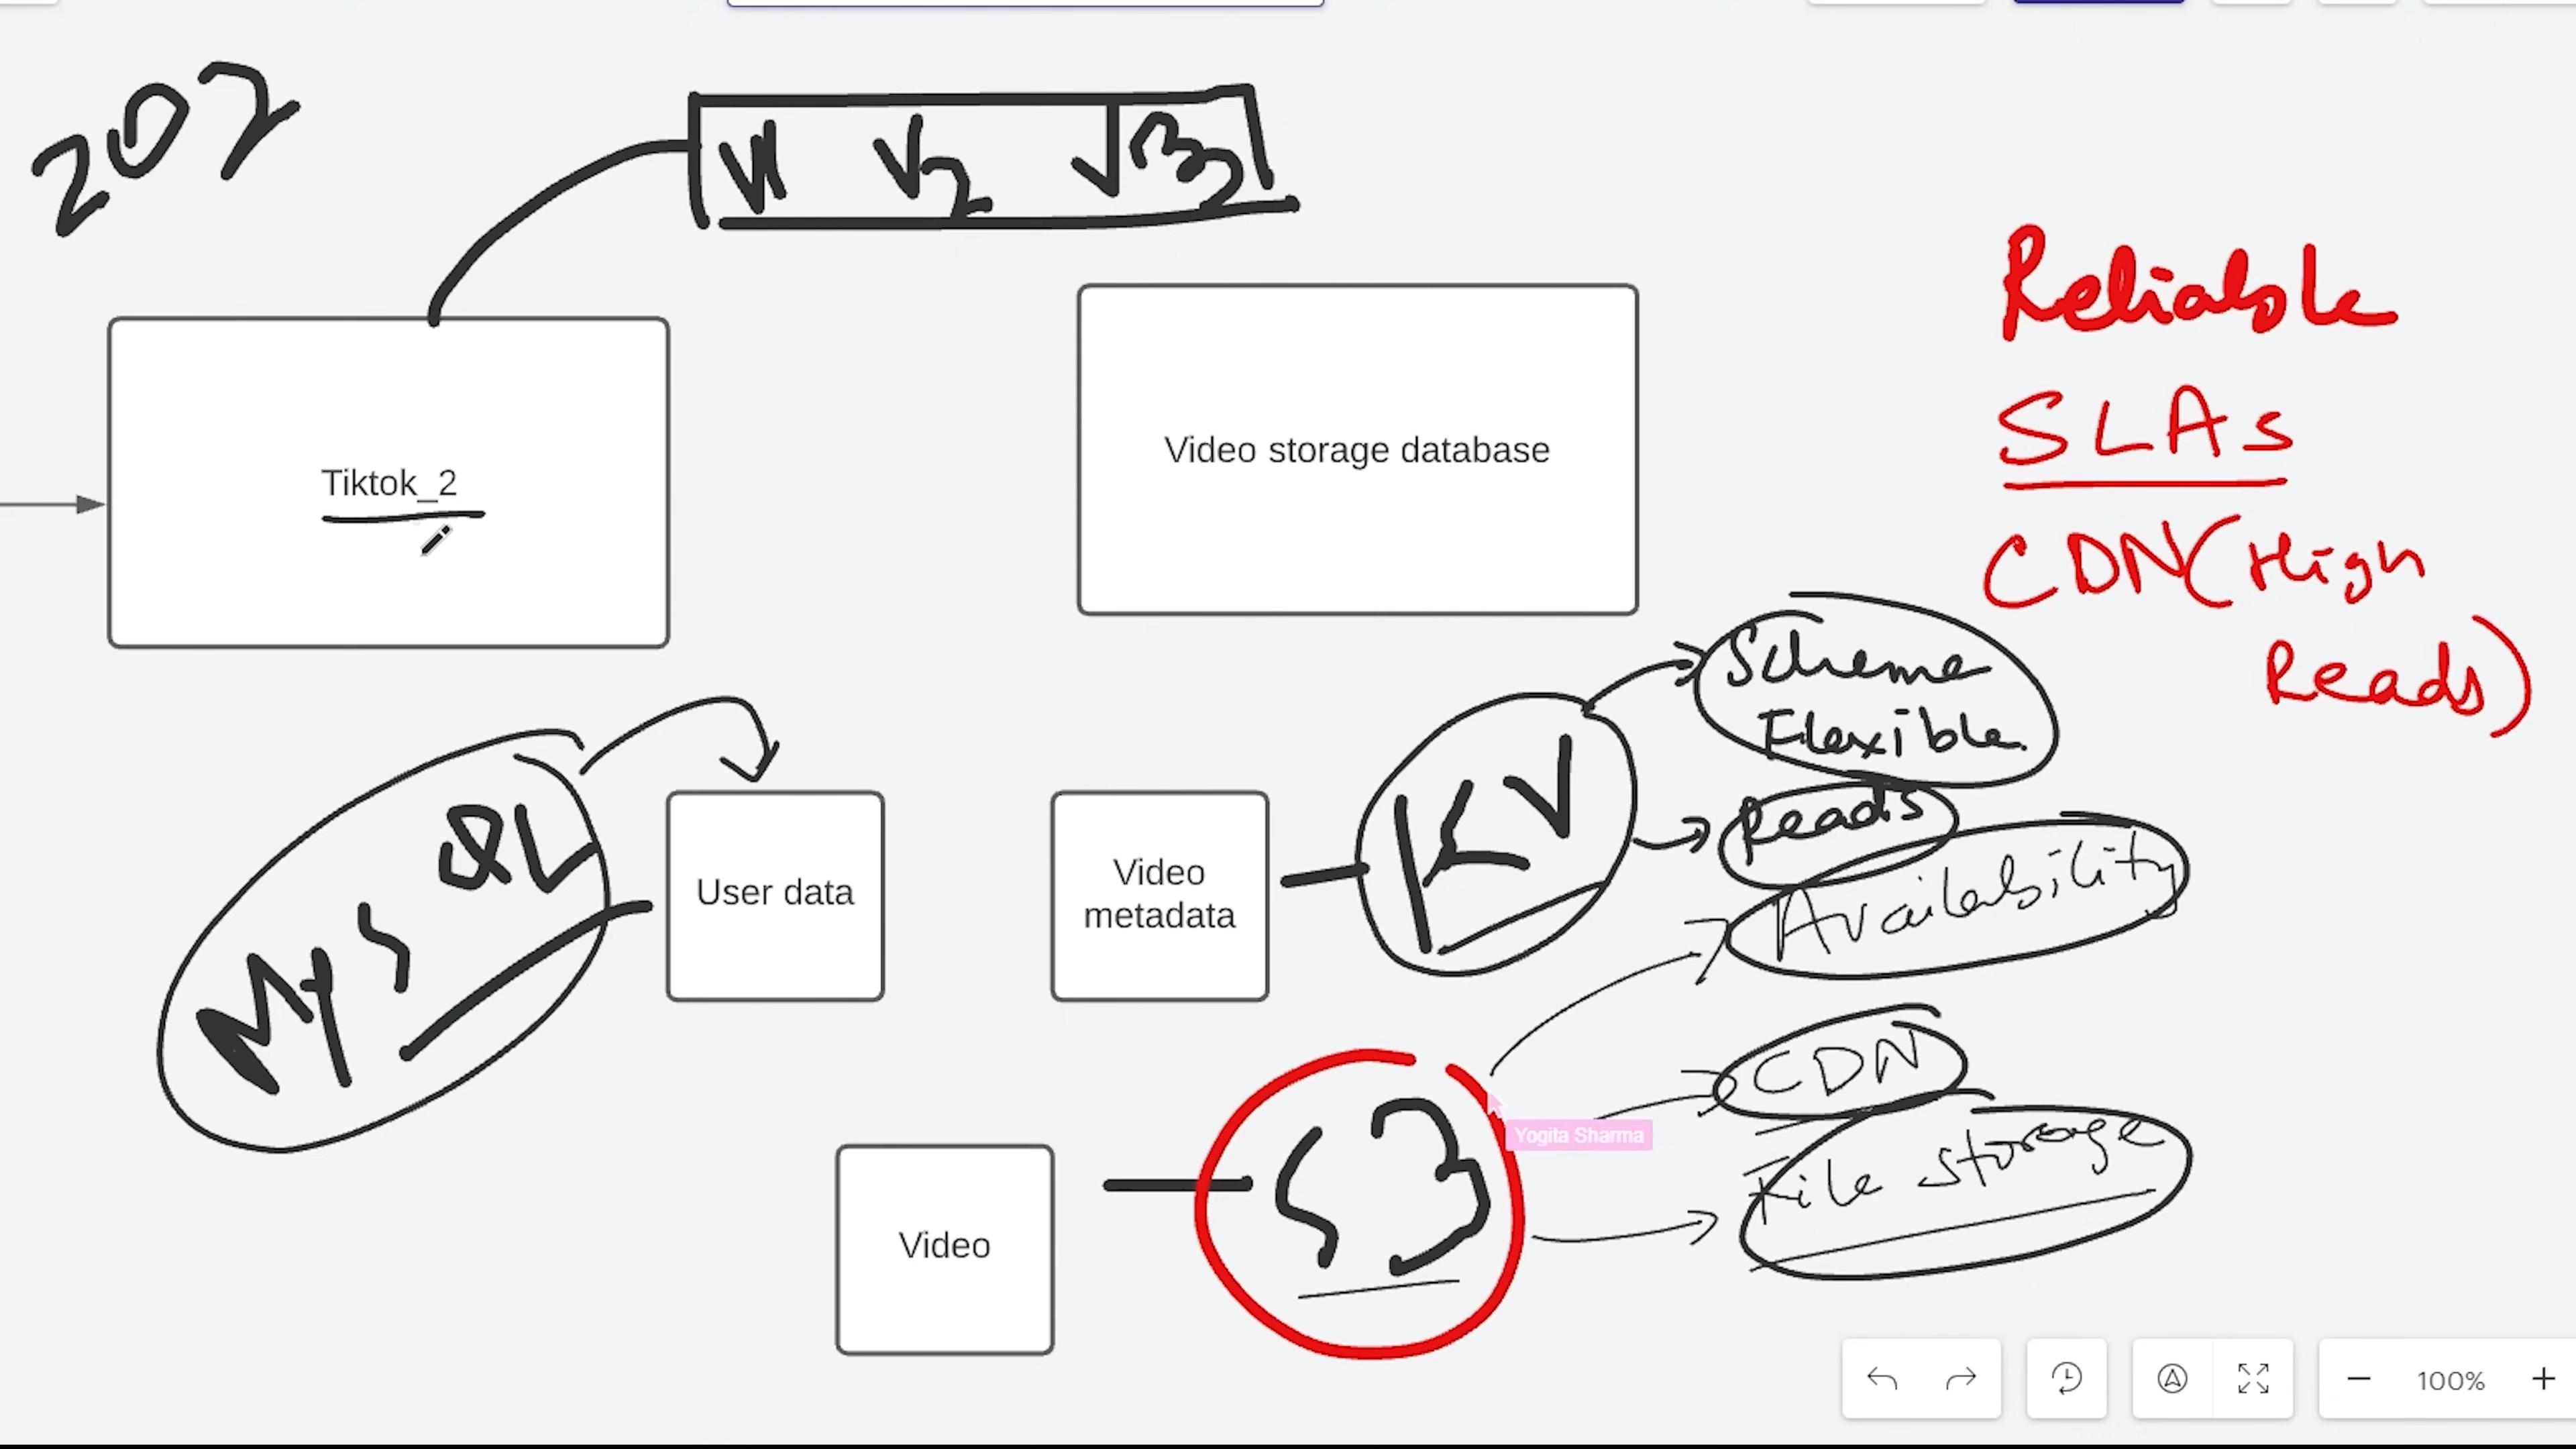 202
V1 V2 V3
Reliable
Tiktok_2
Video storage database
SLAs
CDN (High
Reads)
Scheme
Flexible
MySQL
User data
Video
metadata
KV
Reads
Availability
CDN
S3
Yogita Sharma
File storage
Video
100%